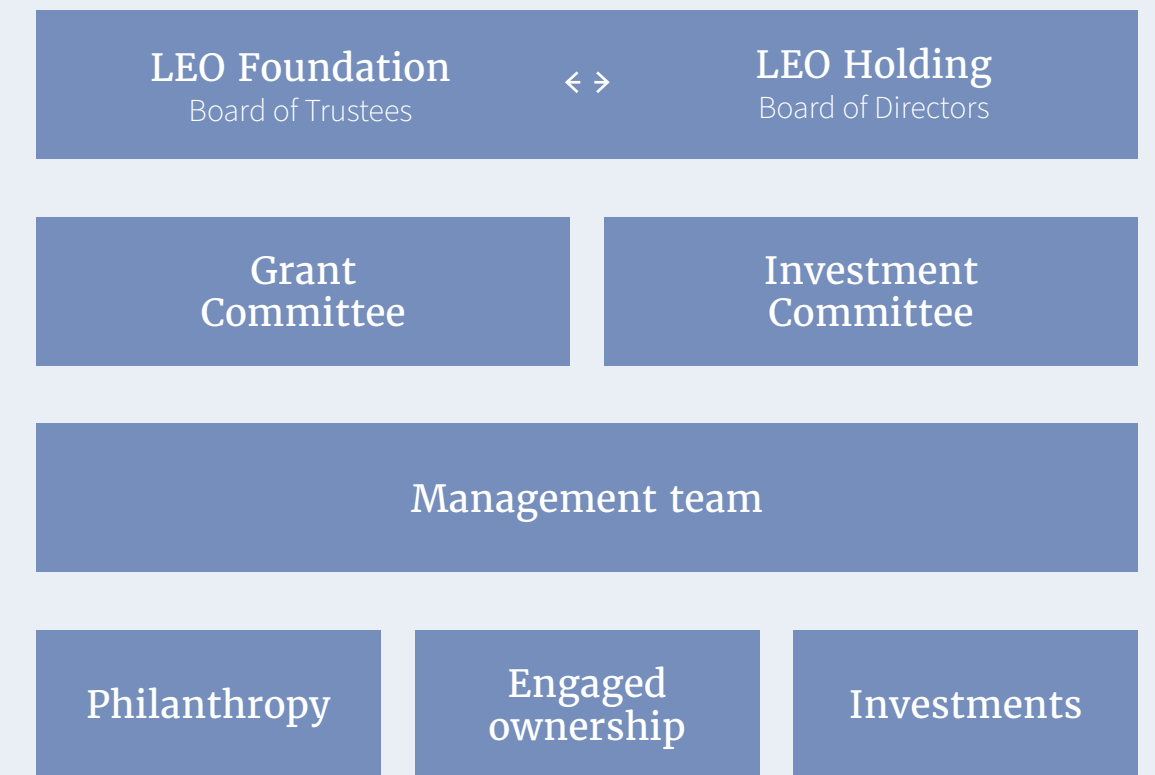 LEO Foundation
Board of Trustees
LEO Holding
Board of Directors
Grant
Committee
Investment
Committee
Management team
Philanthropy
Engaged
ownership
Investments